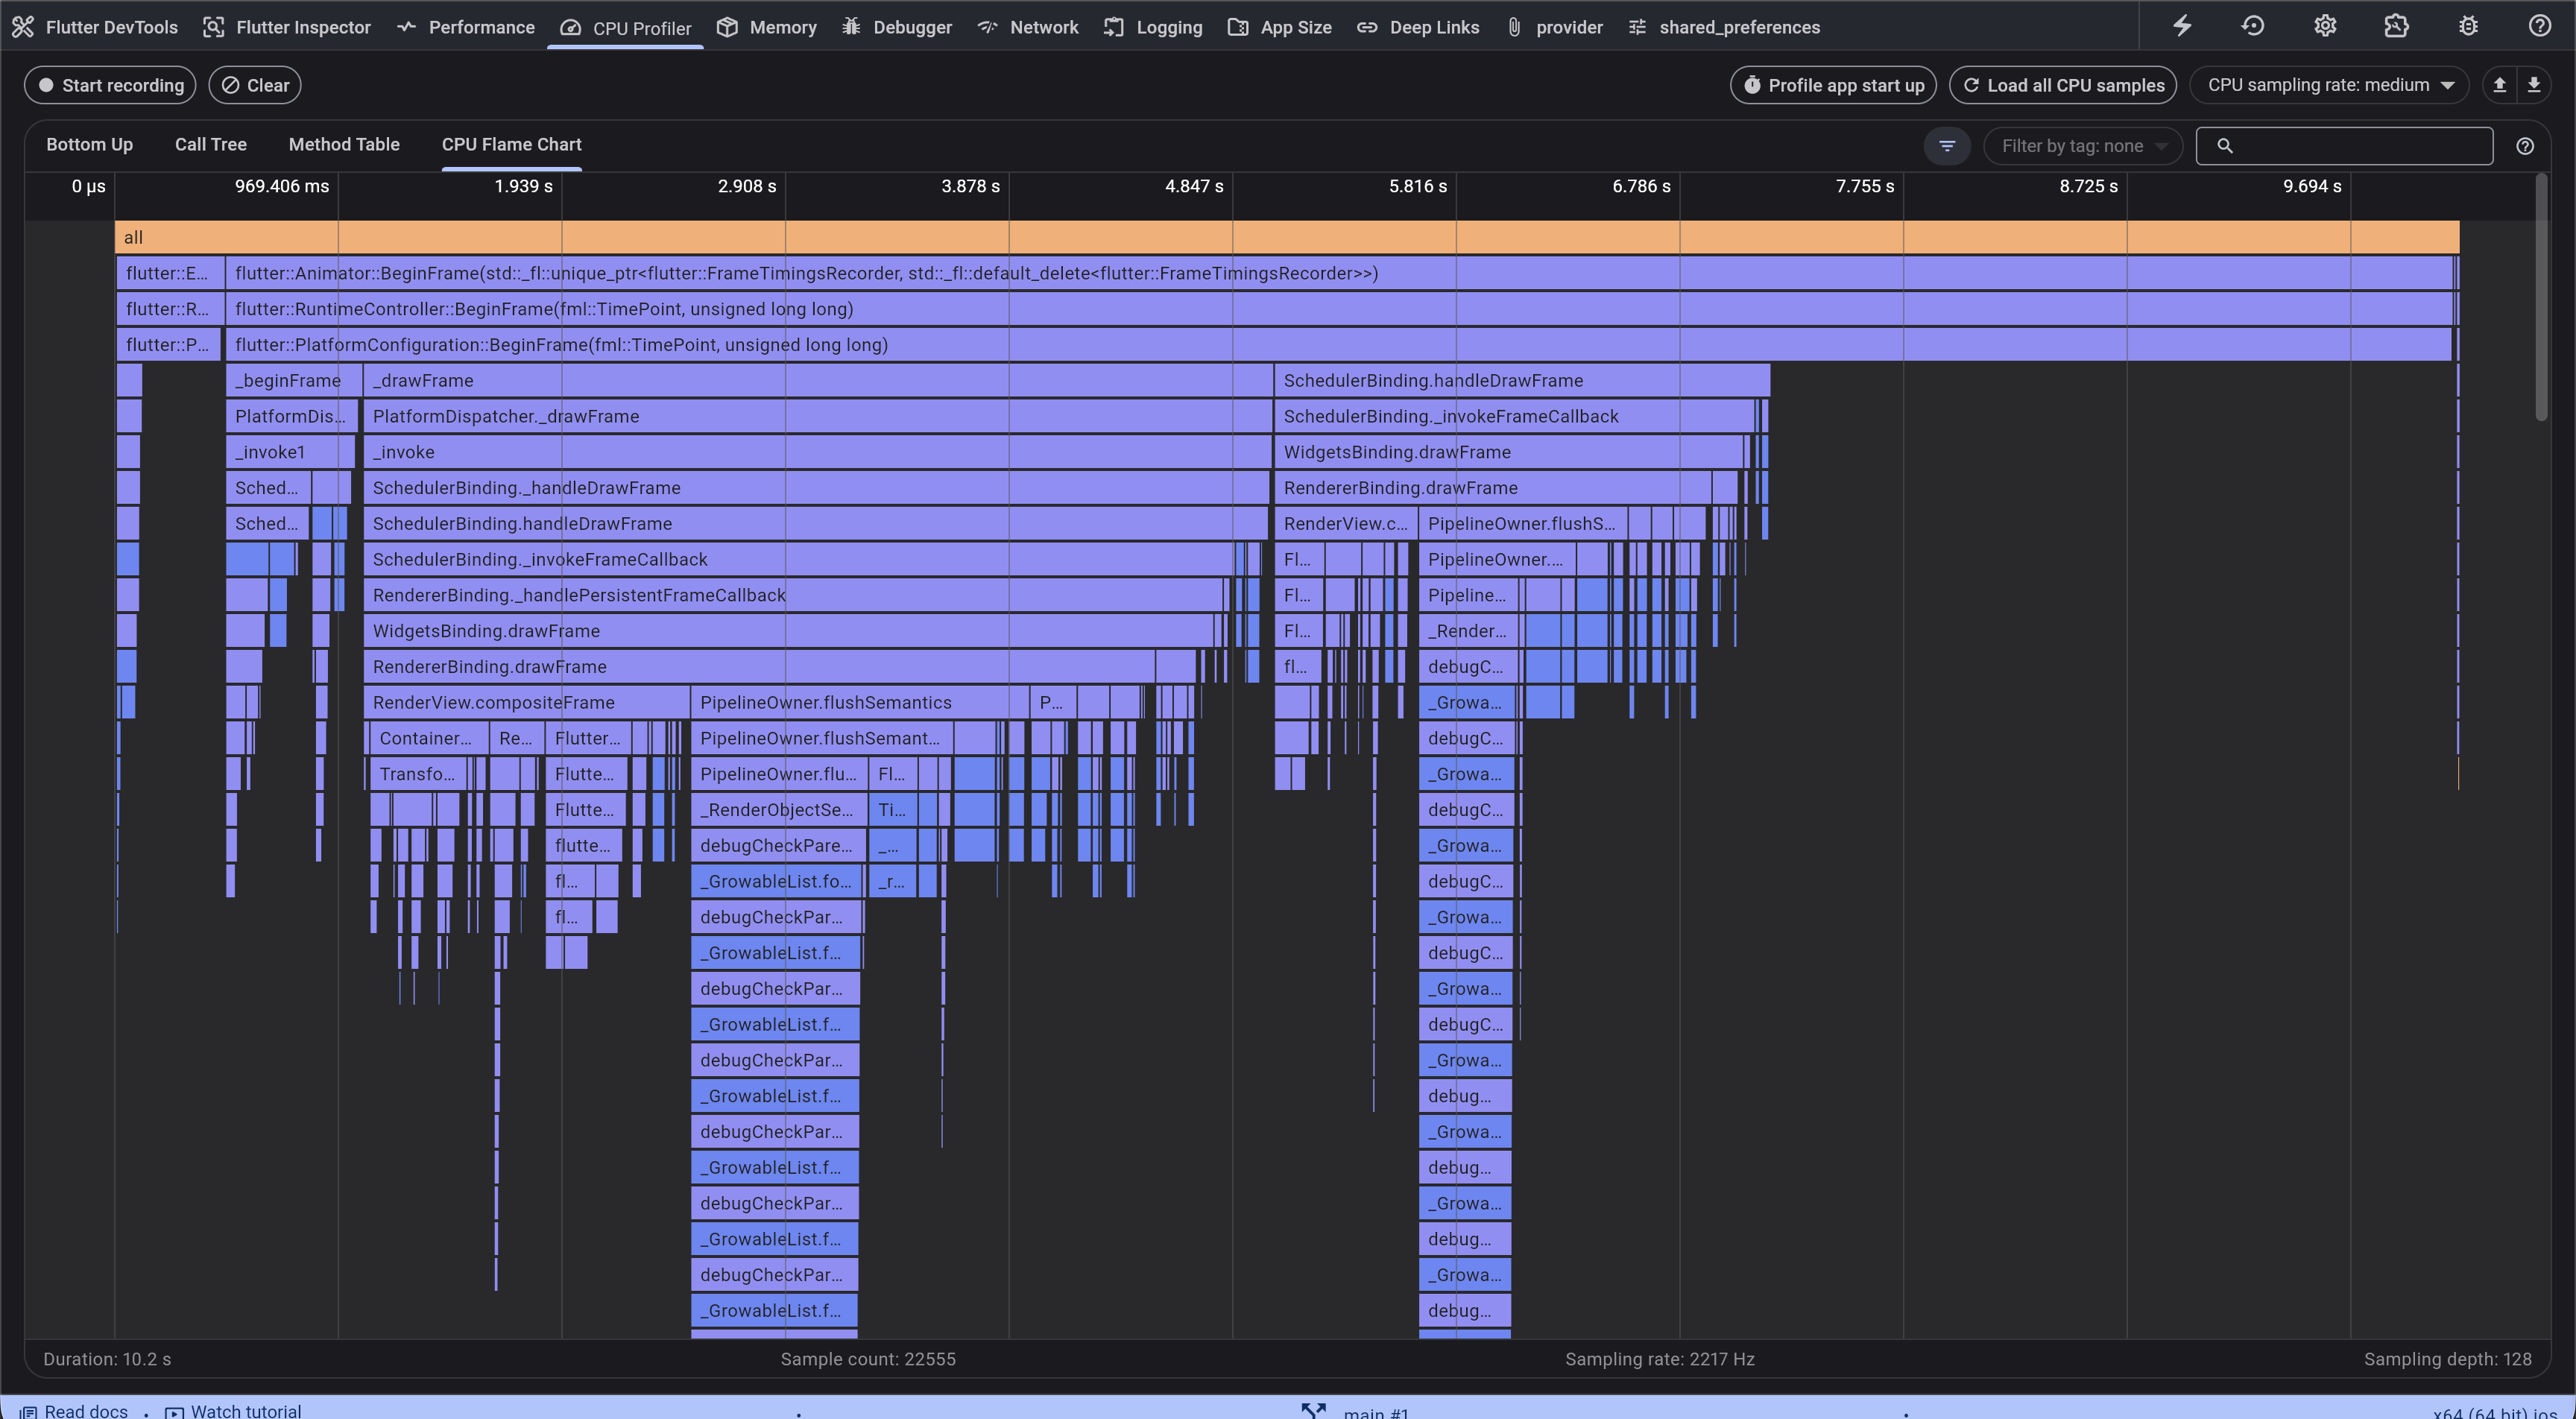 Flutter DevTools Flutter Inspector Performance CPU Profiler Memory Debugger Network Logging App Size Deep Links provider shared_preferences
Start recording Clear Profile app start up Load all CPU samples CPU sampling rate: medium
Bottom Up Call Tree Method Table CPU Flame Chart Filter by tag: none
0 µs 969.406 ms 1.939 s 2.908 s 3.878 s 4.847 s 5.816 s 6.786 s 7.755 s 8.725 s 9.694 s
all
flutter::E... flutter::Animator::BeginFrame(std::_fl::unique_ptr<flutter::FrameTimingsRecorder, std::_fl::default_delete<flutter::FrameTimingsRecorder>>)
flutter::R... flutter::RuntimeController::BeginFrame(fml::TimePoint, unsigned long long)
flutter::P... flutter::PlatformConfiguration::BeginFrame(fml::TimePoint, unsigned long long)
_beginFrame _drawFrame SchedulerBinding.handleDrawFrame
PlatformDis... PlatformDispatcher._drawFrame SchedulerBinding._invokeFrameCallback
_invoke1 _invoke WidgetsBinding.drawFrame
Sched... SchedulerBinding._handleDrawFrame RendererBinding.drawFrame
Sched... SchedulerBinding.handleDrawFrame RenderView.c... PipelineOwner.flushS...
SchedulerBinding._invokeFrameCallback Fl... PipelineOwner....
RendererBinding._handlePersistentFrameCallback Fl... Pipeline...
WidgetsBinding.drawFrame Fl... _Render...
RendererBinding.drawFrame fl... debugC...
RenderView.compositeFrame PipelineOwner.flushSemantics P... _Growa...
Container... Re... Flutter... PipelineOwner.flushSemant... debugC...
Transfo... Flutte... PipelineOwner.flu... Fl... _Growa...
Flutte... _RenderObjectSe... Ti... debugC...
flutte... debugCheckPare... _... _Growa...
fl... _GrowableList.fo... _r... debugC...
fl... debugCheckPar... _Growa...
_GrowableList.f... debugC...
debugCheckPar... _Growa...
_GrowableList.f... debugC...
debugCheckPar... _Growa...
_GrowableList.f... debug...
debugCheckPar... _Growa...
_GrowableList.f... debug...
debugCheckPar... _Growa...
_GrowableList.f... debug...
debugCheckPar... _Growa...
_GrowableList.f... debug...
Duration: 10.2 s Sample count: 22555 Sampling rate: 2217 Hz Sampling depth: 128
Read docs • Watch tutorial • main #1 • x64 (64 bit) ios